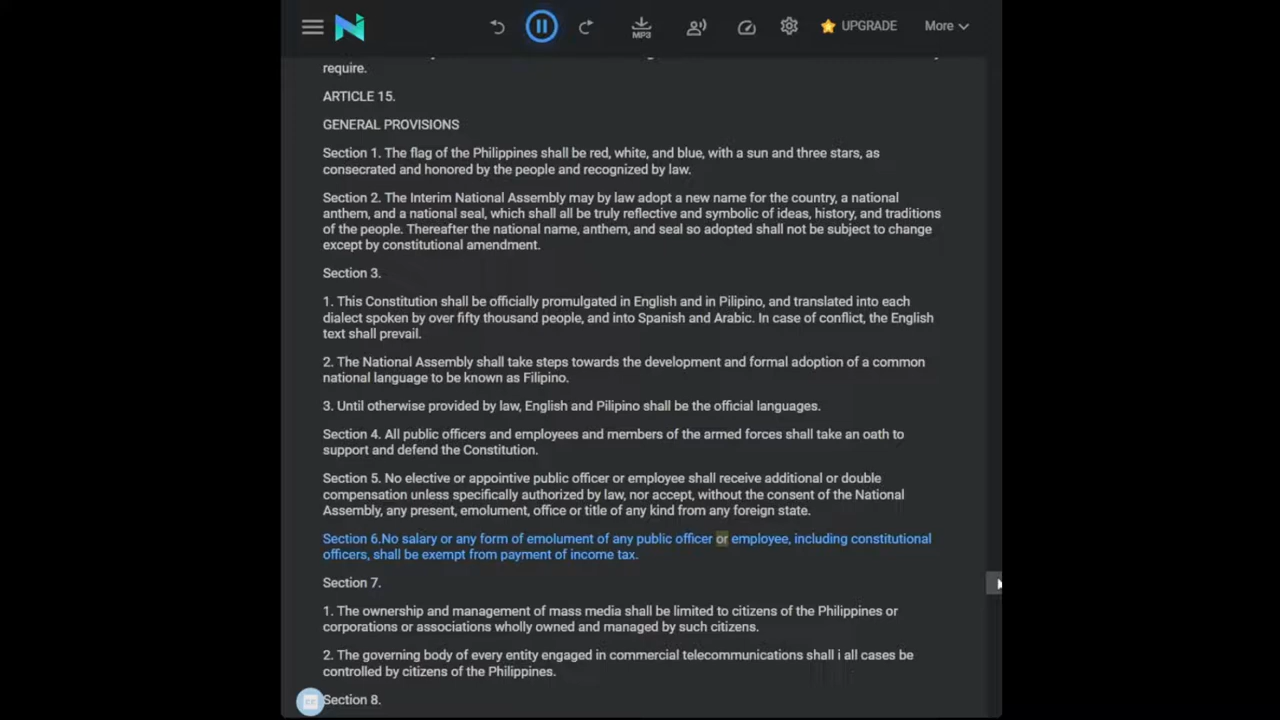 MP3
UPGRADE
More
require.
ARTICLE 15.
GENERAL PROVISIONS
Section 1. The flag of the Philippines shall be red, white, and blue, with a sun and three stars, as
consecrated and honored by the people and recognized by law.
Section 2. The Interim National Assembly may by law adopt a new name for the country, a national
anthem, and a national seal, which shall all be truly reflective and symbolic of ideas, history, and traditions
of the people. Thereafter the national name, anthem, and seal so adopted shall not be subject to change
except by constitutional amendment.
Section 3.
1. This Constitution shall be officially promulgated in English and in Pilipino, and translated into each
dialect spoken by over fifty thousand people, and into Spanish and Arabic. In case of conflict, the English
text shall prevail.
2. The National Assembly shall take steps towards the development and formal adoption of a common
national language to be known as Filipino.
3. Until otherwise provided by law, English and Pilipino shall be the official languages.
Section 4. All public officers and employees and members of the armed forces shall take an oath to
support and defend the Constitution.
Section 5. No elective or appointive public officer or employee shall receive additional or double
compensation unless specifically authorized by law, nor accept, without the consent of the National
Assembly, any present, emolument, office or title of any kind from any foreign state.
Section 6.No salary or any form of emolument of any public officer or employee, including constitutional
officers, shall be exempt from payment of income tax.
Section 7.
1. The ownership and management of mass media shall be limited to citizens of the Philippines or
corporations or associations wholly owned and managed by such citizens.
2. The governing body of every entity engaged in commercial telecommunications shall i all cases be
controlled by citizens of the Philippines.
Section 8.